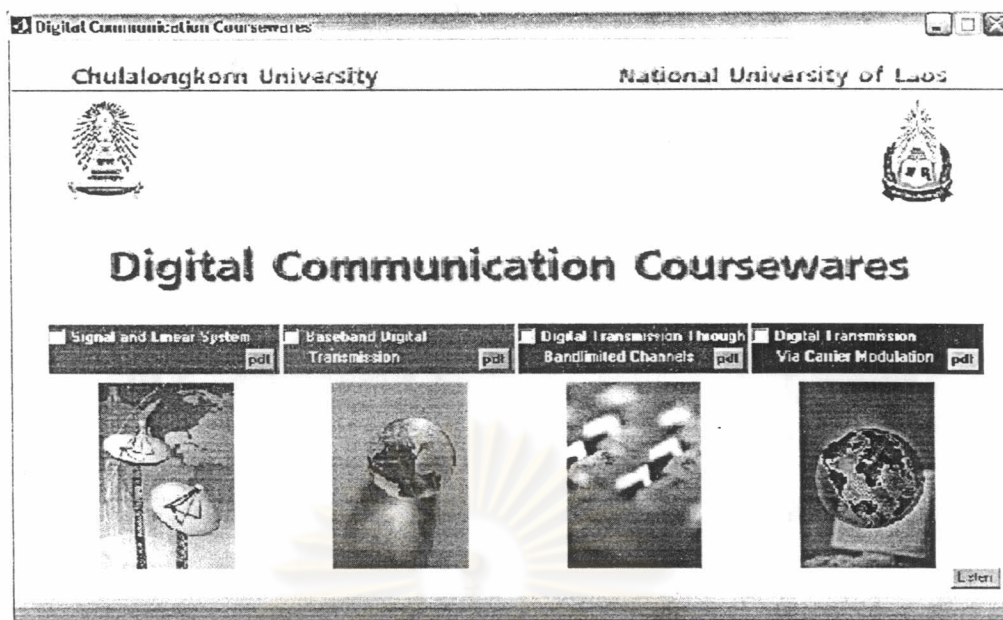 Digital Communication Coursewares
Chulalongkorn University
National University of Laos
Digital Communication Coursewares
Signal and Linear System
pdf
Baseband Digital
Transmission
pdf
Digital Transmission Through
Bandlimited Channels
pdf
Digital Transmission
Via Carrier Modulation
pdf
Listen